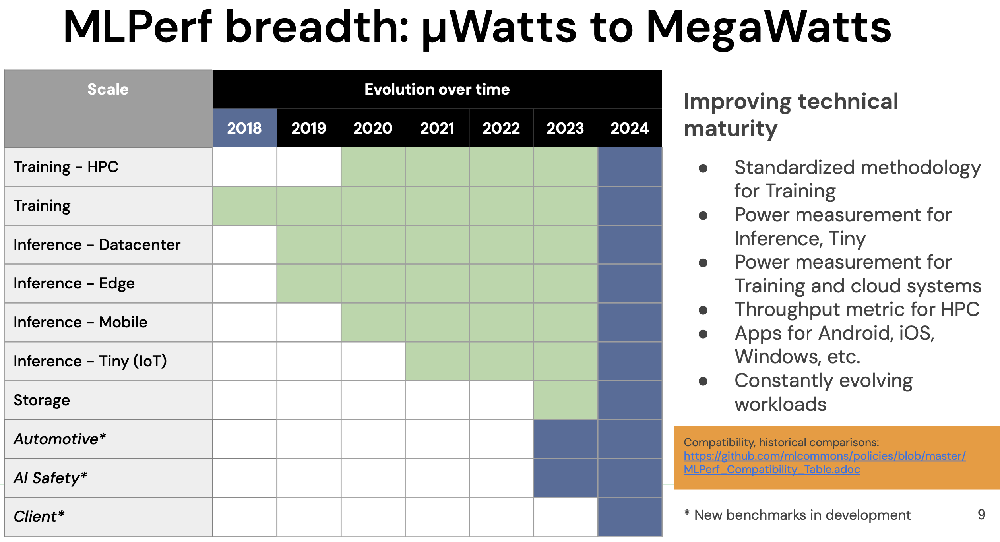 MLPerf breadth: µWatts to MegaWatts
Scale
Evolution over time
2018 2019 2020 2021 2022 2023 2024
Training – HPC
Training
Inference – Datacenter
Inference – Edge
Inference – Mobile
Inference – Tiny (IoT)
Storage
Automotive*
AI Safety*
Client*
Improving technical
maturity
● Standardized methodology
for Training
● Power measurement for
Inference, Tiny
● Power measurement for
Training and cloud systems
● Throughput metric for HPC
● Apps for Android, iOS,
Windows, etc.
● Constantly evolving
workloads
Compatibility, historical comparisons:
https://github.com/mlcommons/policies/blob/master/
MLPerf_Compatibility_Table.adoc
* New benchmarks in development
9